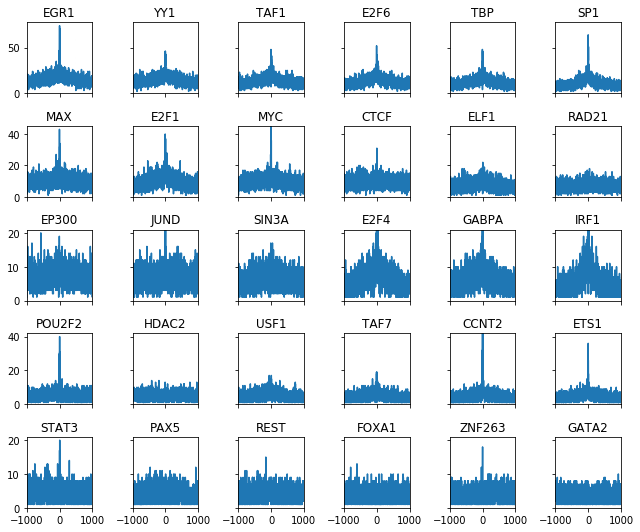 EGR1 YY1 TAF1 E2F6 TBP SP1
50
0
MAX E2F1 MYC CTCF ELF1 RAD21
40
20
0
EP300 JUND SIN3A E2F4 GABPA IRF1
20
10
0
POU2F2 HDAC2 USF1 TAF7 CCNT2 ETS1
40
20
0
STAT3 PAX5 REST FOXA1 ZNF263 GATA2
20
10
0
−1000 0 1000 −1000 0 1000 −1000 0 1000 −1000 0 1000 −1000 0 1000 −1000 0 1000